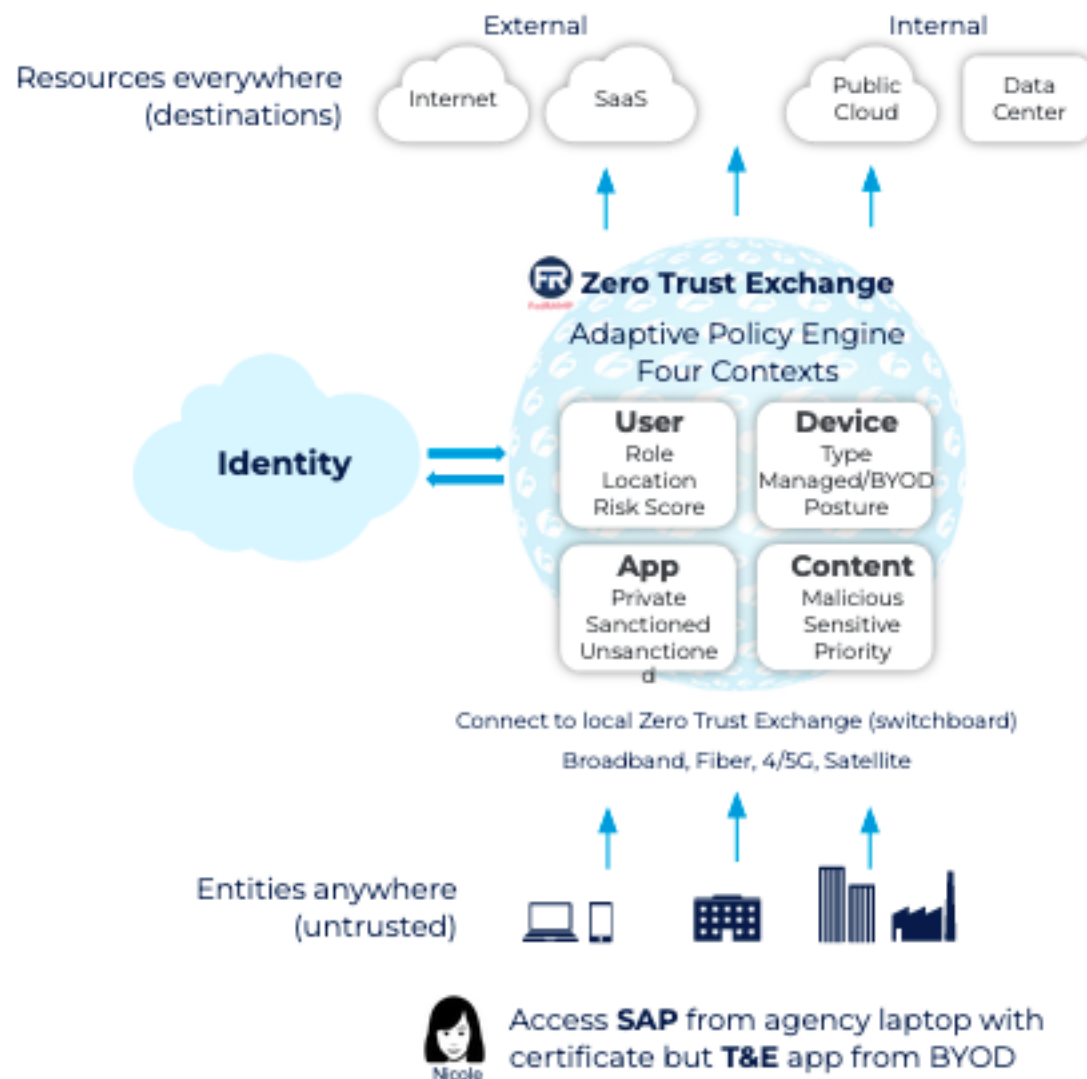 External
Internal
Resources everywhere
(destinations)
Internet
SaaS
Public
Cloud
Data
Center
FR
FedRAMP
Zero Trust Exchange
Adaptive Policy Engine
Four Contexts
Identity
User
Role
Location
Risk Score
Device
Type
Managed/BYOD
Posture
App
Private
Sanctioned
Unsanctione
d
Content
Malicious
Sensitive
Priority
Connect to local Zero Trust Exchange (switchboard)
Broadband, Fiber, 4/5G, Satellite
Entities anywhere
(untrusted)
Access SAP from agency laptop with
certificate but T&E app from BYOD
Nicole